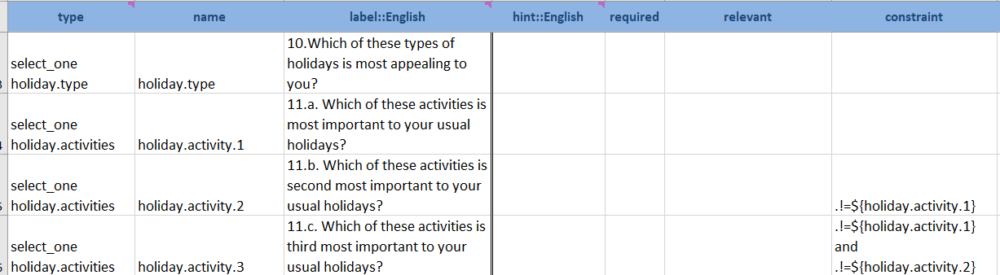 type name label::English hint::English required relevant constraint
10.Which of these types of
select_one holidays is most appealing to
holiday.type holiday.type you?
11.a. Which of these activities is
select_one most important to your usual
holiday.activities holiday.activity.1 holidays?
11.b. Which of these activities is
select_one second most important to your
holiday.activities holiday.activity.2 usual holidays? .!=${holiday.activity.1}
11.c. Which of these activities is .!=${holiday.activity.1}
select_one third most important to your and
holiday.activities holiday.activity.3 usual holidays? .!=${holiday.activity.2}